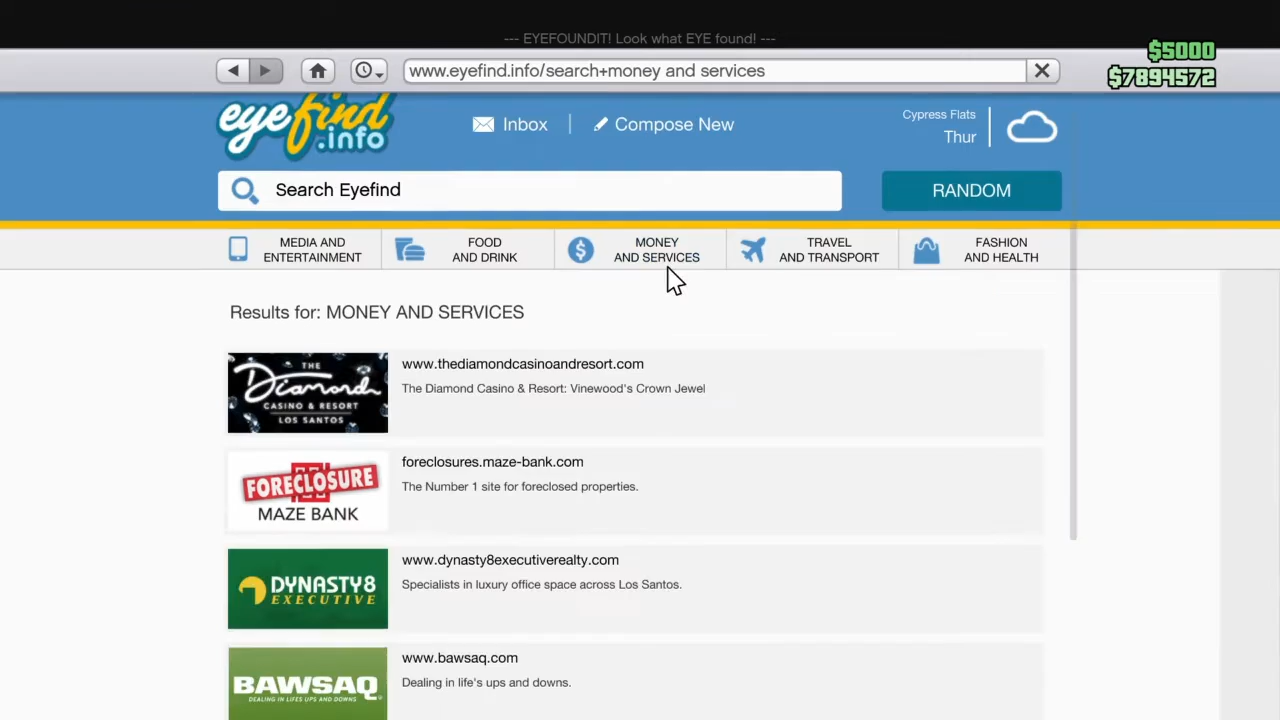 --- EYEFOUNDIT! Look what EYE found! ---
$5000
$7894572
www.eyefind.info/search+money and services
eyefind.info
Inbox
Compose New
Cypress Flats
Thur
Search Eyefind
RANDOM
MEDIA AND
ENTERTAINMENT
FOOD
AND DRINK
MONEY
AND SERVICES
TRAVEL
AND TRANSPORT
FASHION
AND HEALTH
Results for: MONEY AND SERVICES
THE
Diamond
CASINO & RESORT
LOS SANTOS
www.thediamondcasinoandresort.com
The Diamond Casino & Resort: Vinewood's Crown Jewel
FORECLOSURE
MAZE BANK
foreclosures.maze-bank.com
The Number 1 site for foreclosed properties.
DYNASTY8
EXECUTIVE
www.dynasty8executiverealty.com
Specialists in luxury office space across Los Santos.
BAWSAQ
DEALING IN LIFES UPS AND DOWNS
www.bawsaq.com
Dealing in life's ups and downs.